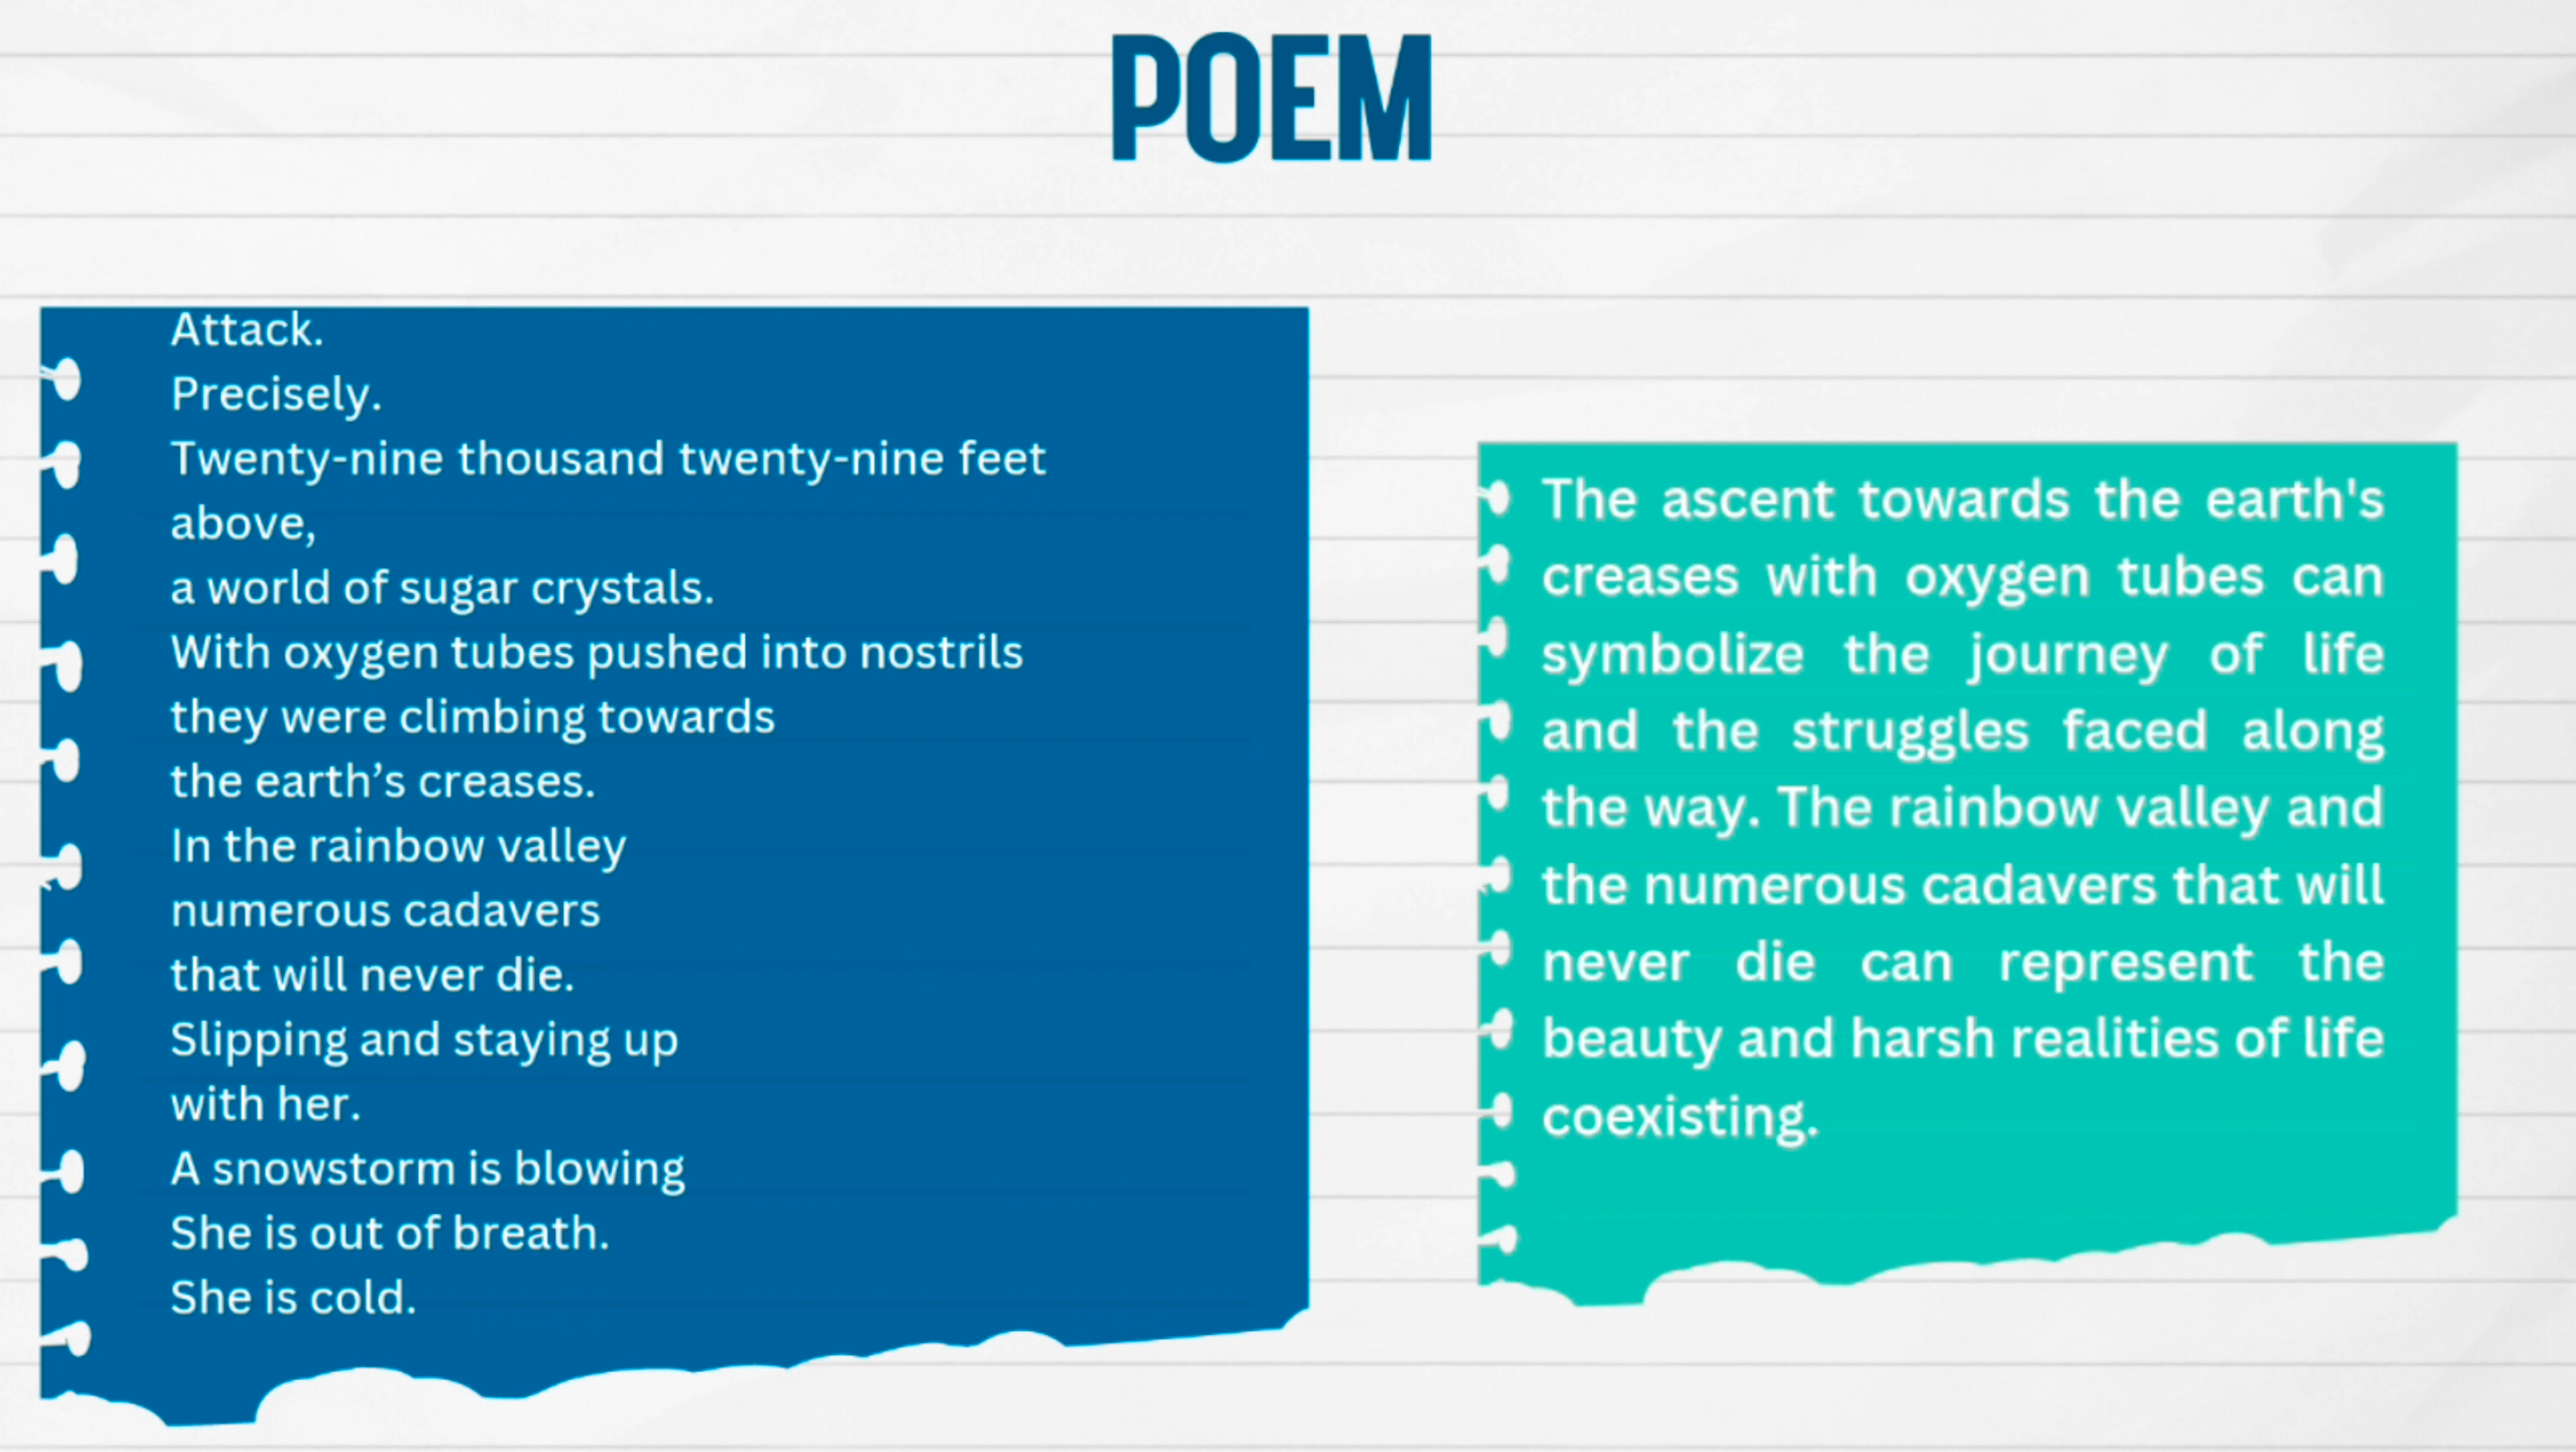 POEM
Attack.
Precisely.
Twenty-nine thousand twenty-nine feet
above,
a world of sugar crystals.
With oxygen tubes pushed into nostrils
they were climbing towards
the earth’s creases.
In the rainbow valley
numerous cadavers
that will never die.
Slipping and staying up
with her.
A snowstorm is blowing
She is out of breath.
She is cold.
The ascent towards the earth's
creases with oxygen tubes can
symbolize the journey of life
and the struggles faced along
the way. The rainbow valley and
the numerous cadavers that will
never die can represent the
beauty and harsh realities of life
coexisting.